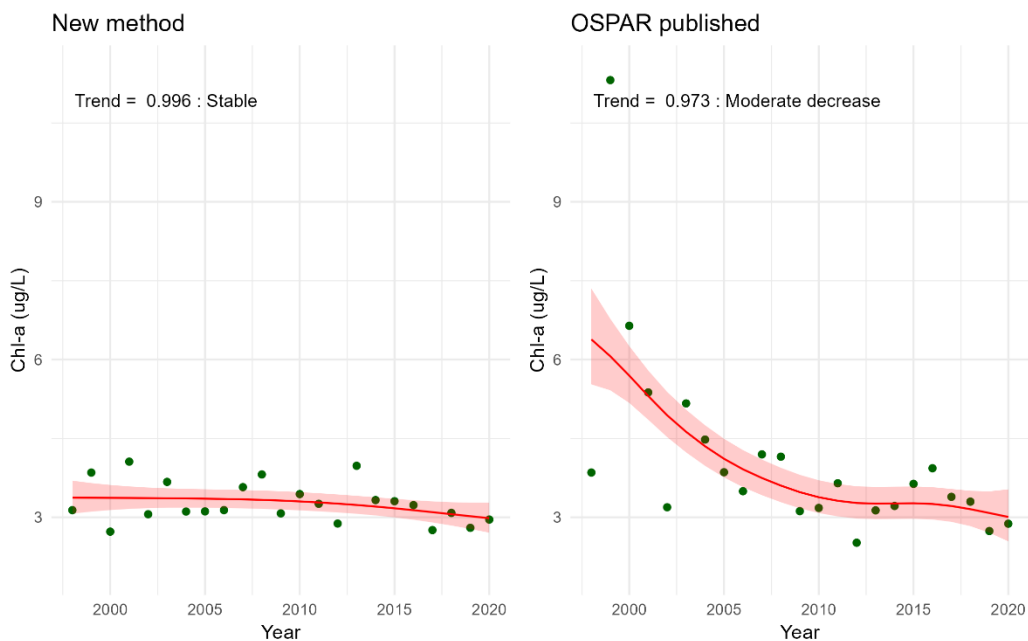 New method
Trend =  0.996 : Stable
9
6
3
Chl-a (ug/L)
2000 2005 2010 2015 2020
Year
OSPAR published
Trend =  0.973 : Moderate decrease
9
6
3
Chl-a (ug/L)
2000 2005 2010 2015 2020
Year